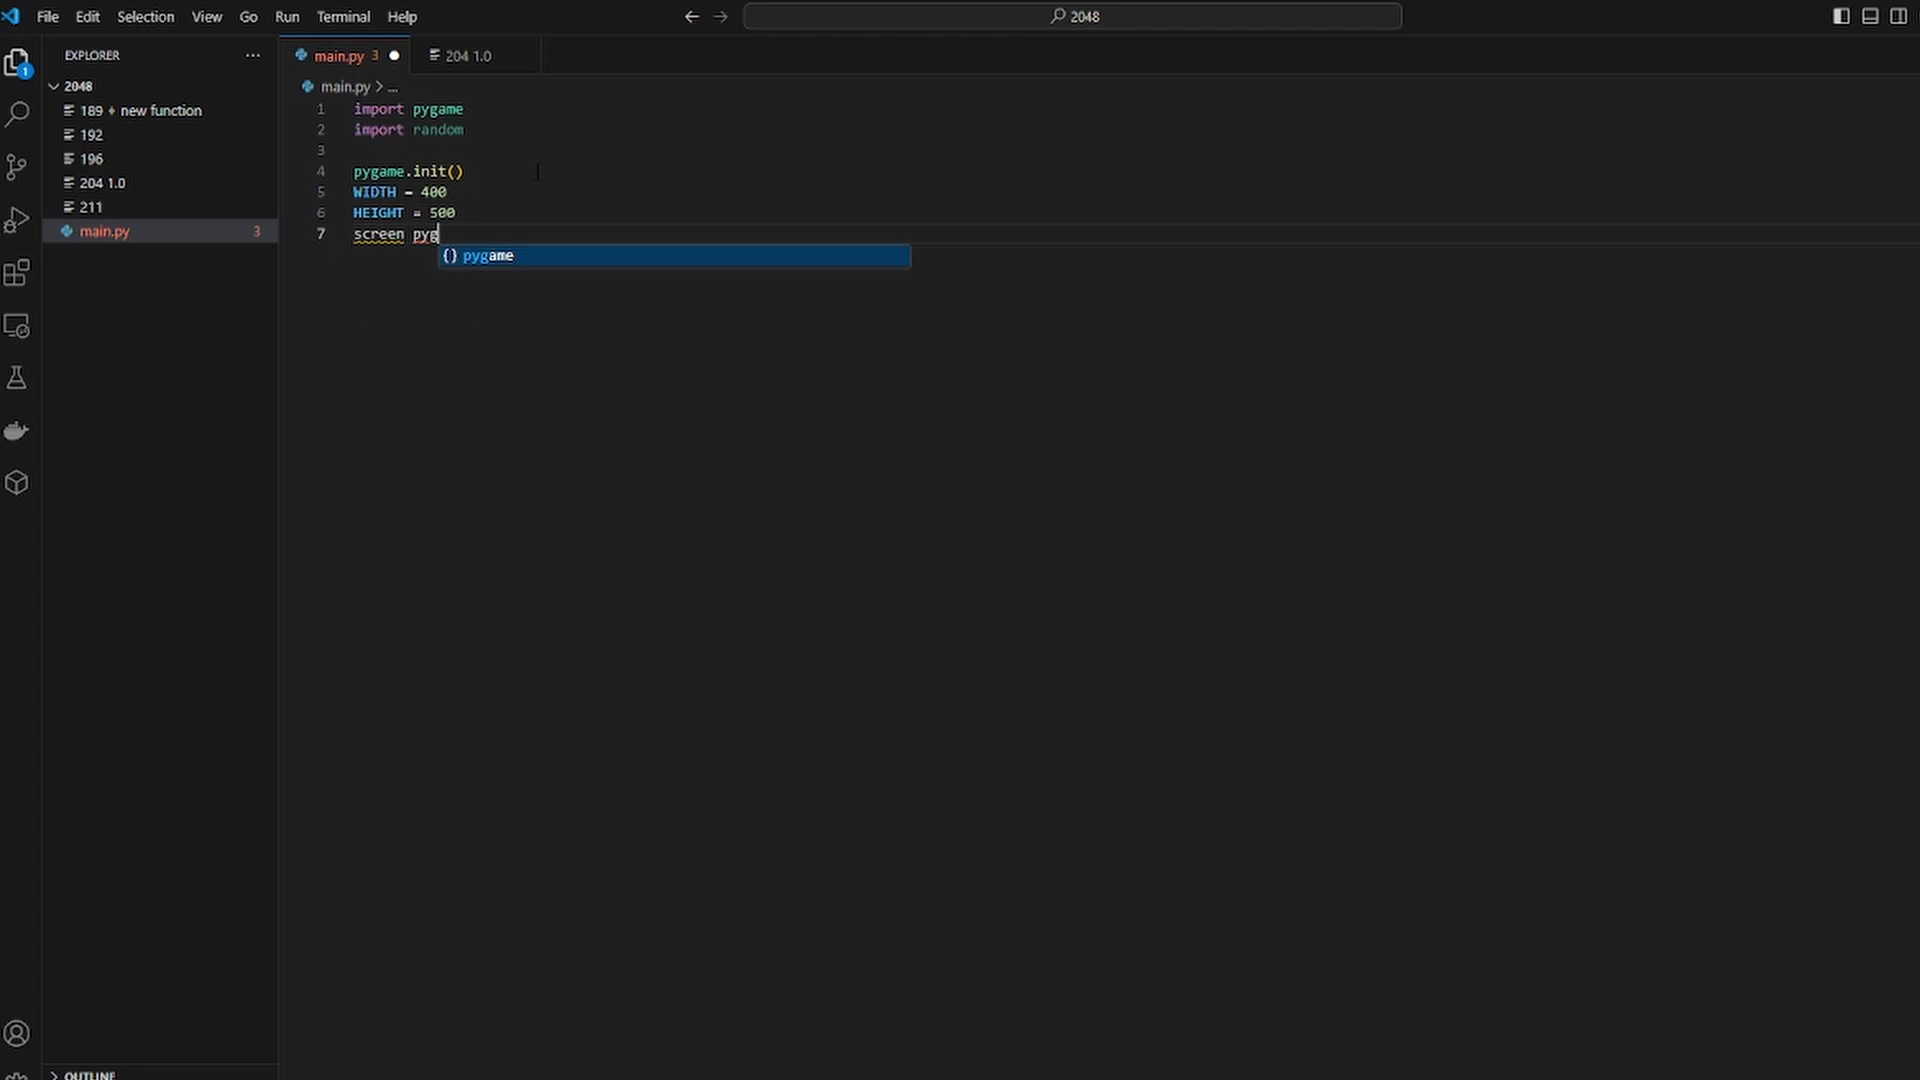 File Edit Selection View Go Run Terminal Help
2048
EXPLORER ...
main.py 3
204 1.0
2048
main.py > ...
189 + new function
192
196
204 1.0
211
main.py 3
1 import pygame
2 import random
3
4 pygame.init()
5 WIDTH = 400
6 HEIGHT = 500
7 screen pyg
{} pygame
1
OUTLINE